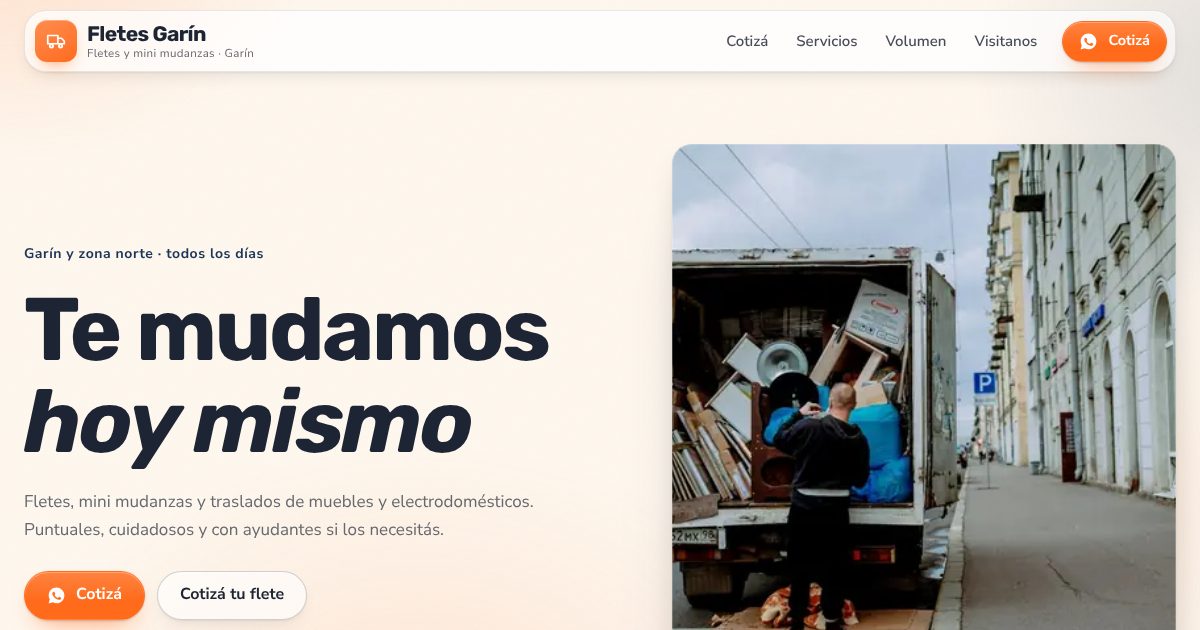 Fletes Garín
Fletes y mini mudanzas · Garín
Cotizá
Servicios
Volumen
Visitanos
Cotizá
Garín y zona norte · todos los días
Te mudamos
hoy mismo
Fletes, mini mudanzas y traslados de muebles y electrodomésticos.
Puntuales, cuidadosos y con ayudantes si los necesitás.
Cotizá
Cotizá tu flete
P